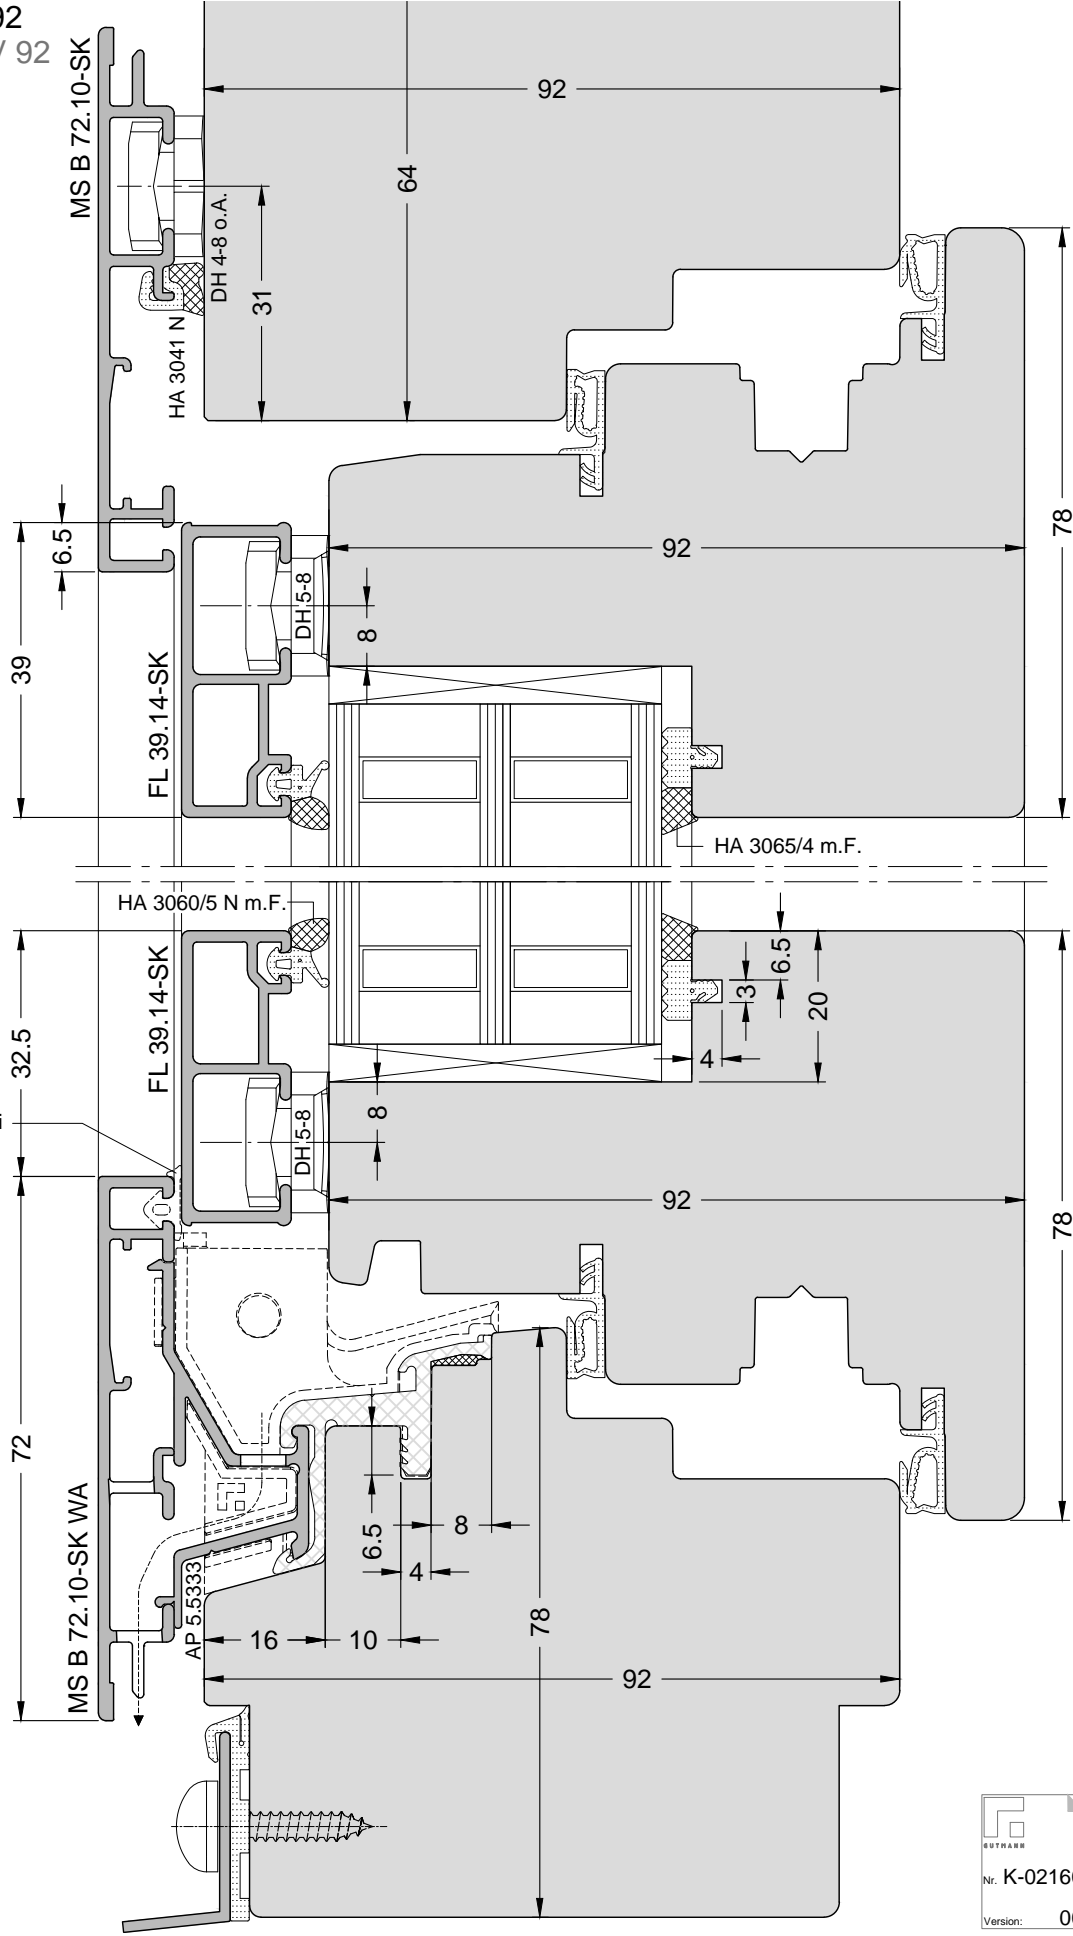 92
/ 92
MS B 72.10-SK
92
64
DH 4-8 o.A.
31
HA 3041 N
6.5
39
FL 39.14-SK
DH 5-8
8
92
78
HA 3065/4 m.F.
HA 3060/5 N m.F.
32.5
FL 39.14-SK
6.5
3
20
4
8
DH 5-8
92
78
72
MS B 72.10-SK WA
AP 5.5333
6.5
8
4
78
16
10
92
GUTMANN
Nr. K-0216
Version: